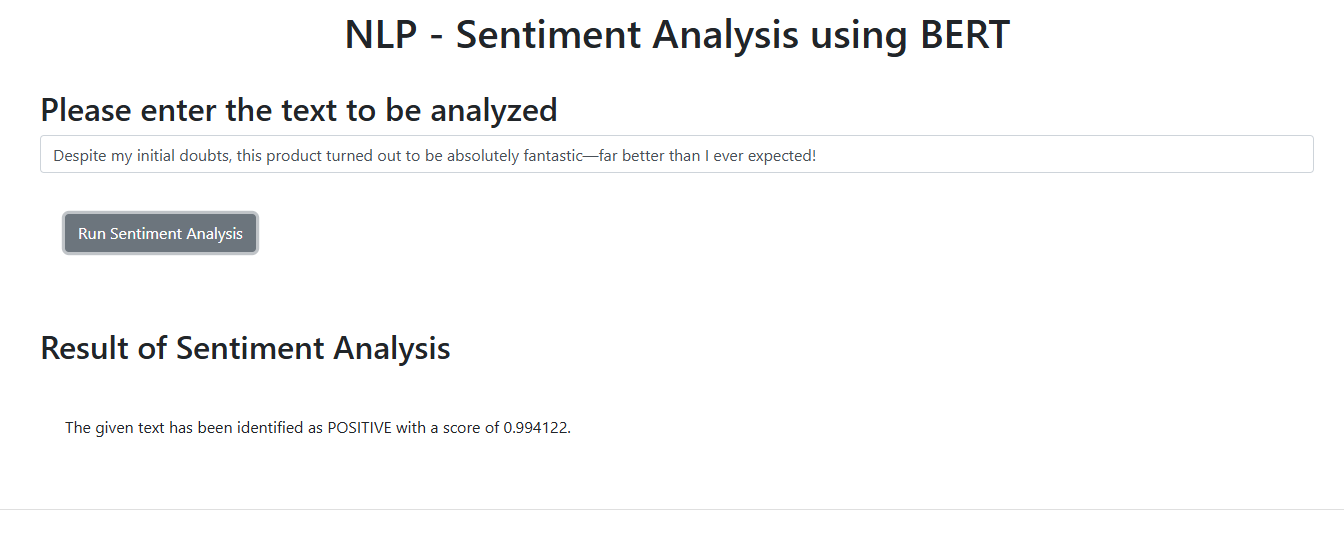 NLP - Sentiment Analysis using BERT
Please enter the text to be analyzed
Despite my initial doubts, this product turned out to be absolutely fantastic—far better than I ever expected!
Run Sentiment Analysis
Result of Sentiment Analysis
The given text has been identified as POSITIVE with a score of 0.994122.